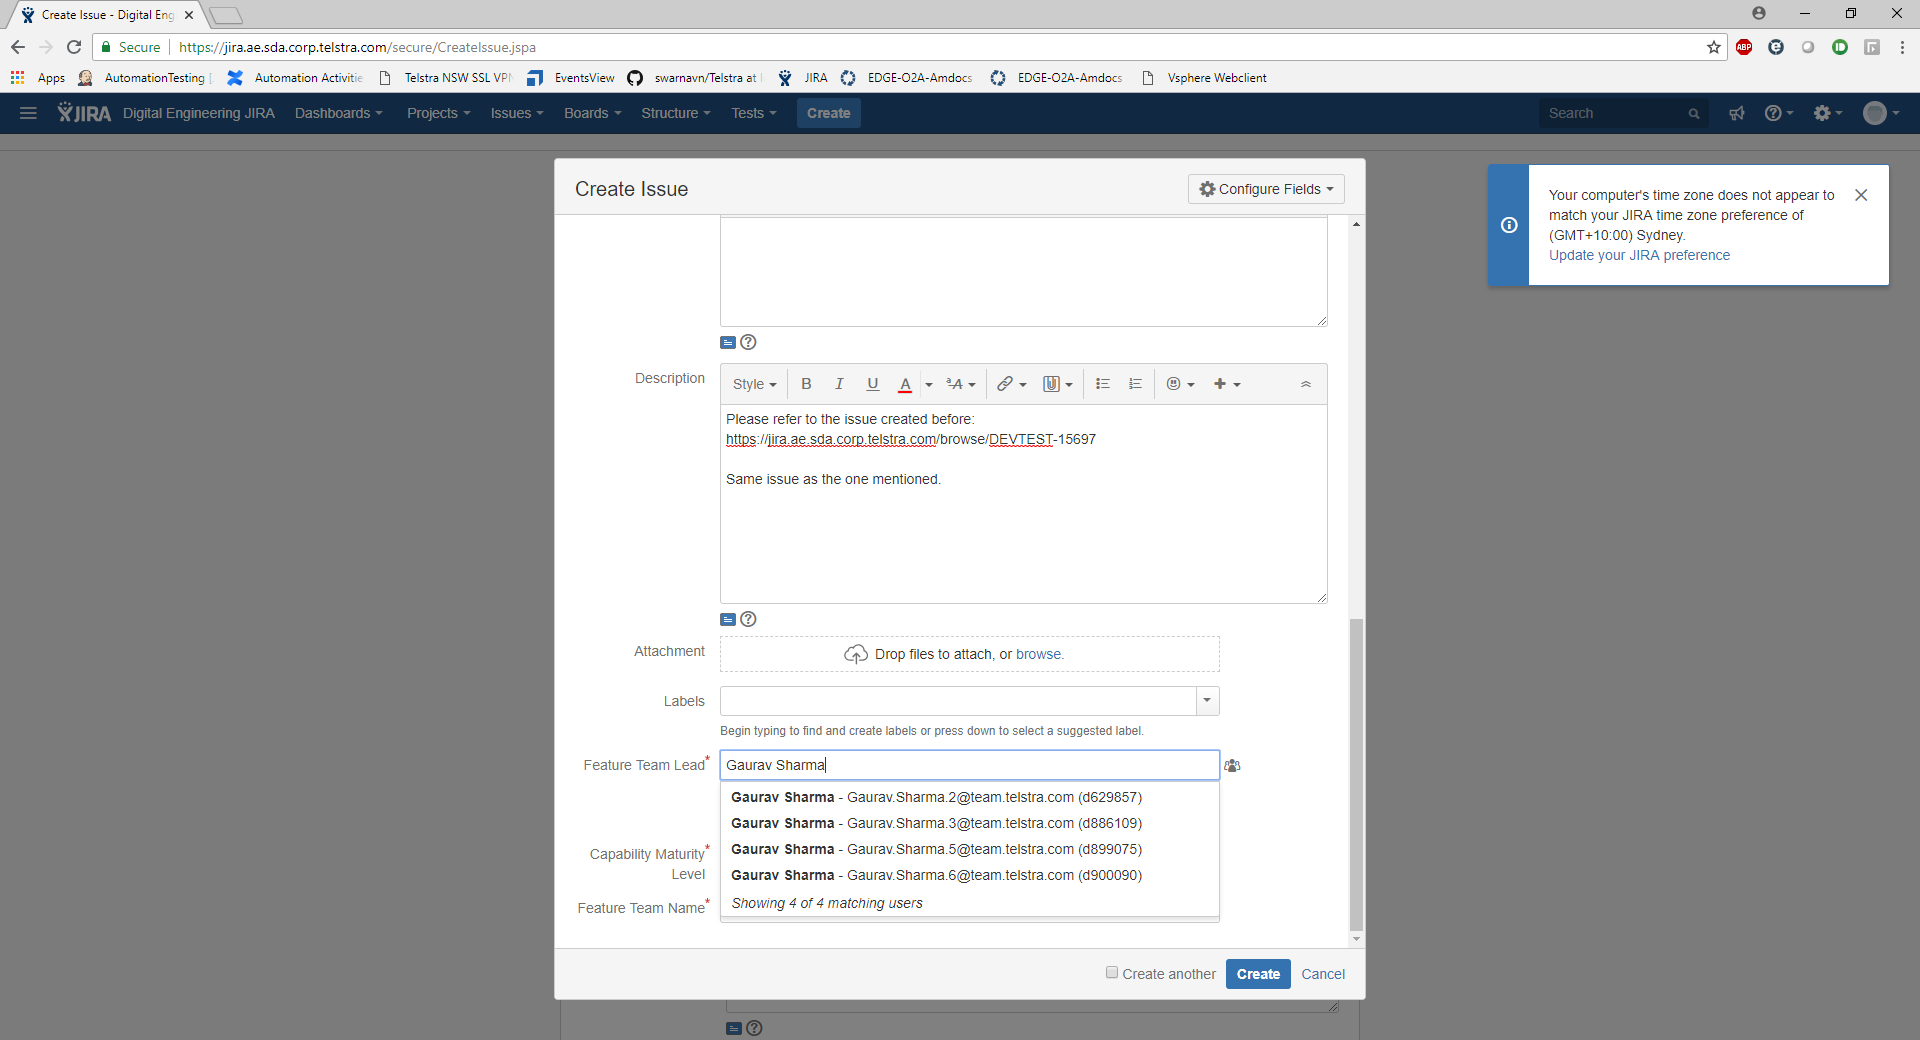 Create Issue - Digital Eng
Secure https://jira.ae.sda.corp.telstra.com/secure/CreateIssue.jspa
ABP
Apps AutomationTesting [ Automation Activitie Telstra NSW SSL VPN EventsView swarnavn/Telstra at JIRA EDGE-O2A-Amdocs EDGE-O2A-Amdocs Vsphere Webclient
JIRA Digital Engineering JIRA Dashboards Projects Issues Boards Structure Tests Create Search
Create Issue
Configure Fields
Your computer's time zone does not appear to
match your JIRA time zone preference of
(GMT+10:00) Sydney.
Update your JIRA preference
Description
Style B I U A A
Please refer to the issue created before:
https://jira.ae.sda.corp.telstra.com/browse/DEVTEST-15697
Same issue as the one mentioned.
Attachment
Drop files to attach, or browse.
Labels
Begin typing to find and create labels or press down to select a suggested label.
Feature Team Lead*
Gaurav Sharma
Gaurav Sharma - Gaurav.Sharma.2@team.telstra.com (d629857)
Gaurav Sharma - Gaurav.Sharma.3@team.telstra.com (d886109)
Gaurav Sharma - Gaurav.Sharma.5@team.telstra.com (d899075)
Gaurav Sharma - Gaurav.Sharma.6@team.telstra.com (d900090)
Showing 4 of 4 matching users
Capability Maturity*
Level
Feature Team Name*
Create another Create Cancel